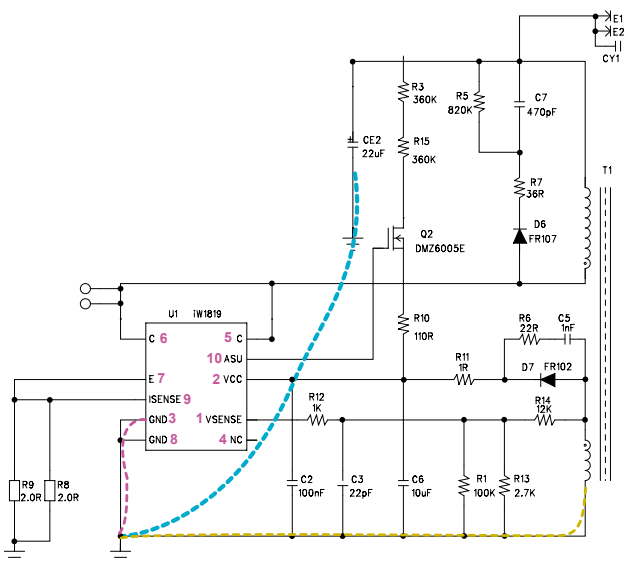 E1
E2
CY1
R3
360K
R5
820K
C7
470pF
CE2
22uF
R15
360K
T1
R7
36R
D6
FR107
Q2
DMZ6005E
U1 iW1819
C 6
5 C
10 ASU
R10
110R
R6
22R
C5
1nF
E 7
2 VCC
R11
1R
D7
FR102
ISENSE 9
GND 3
1 VSENSE
R12
1K
R14
12K
GND 8
4 NC
R9
2.0R
R8
2.0R
C2
100nF
C3
22pF
C6
10uF
R1
100K
R13
2.7K
+